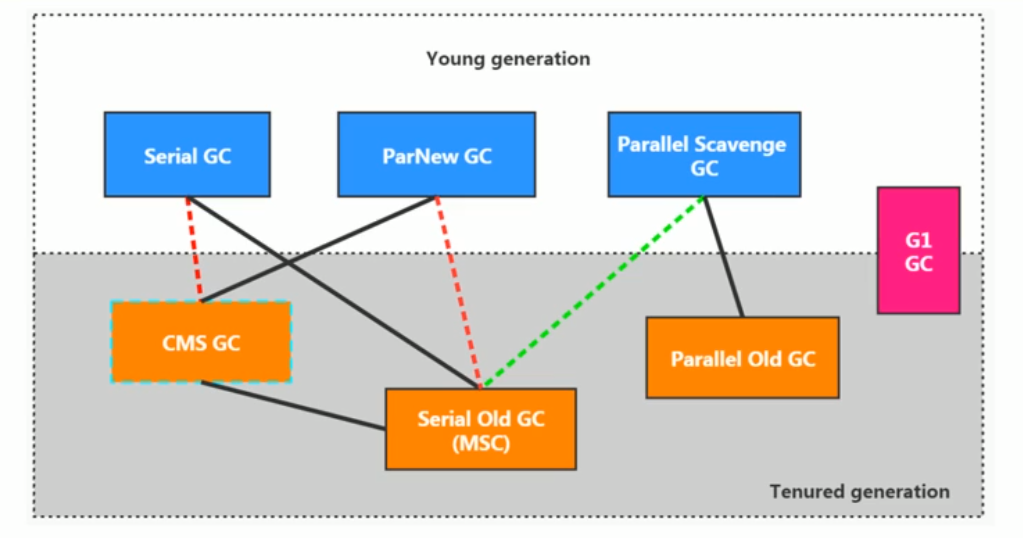 Young generation
Serial GC
ParNew GC
Parallel Scavenge
GC
G1
GC
CMS GC
Parallel Old GC
Serial Old GC
(MSC)
Tenured generation